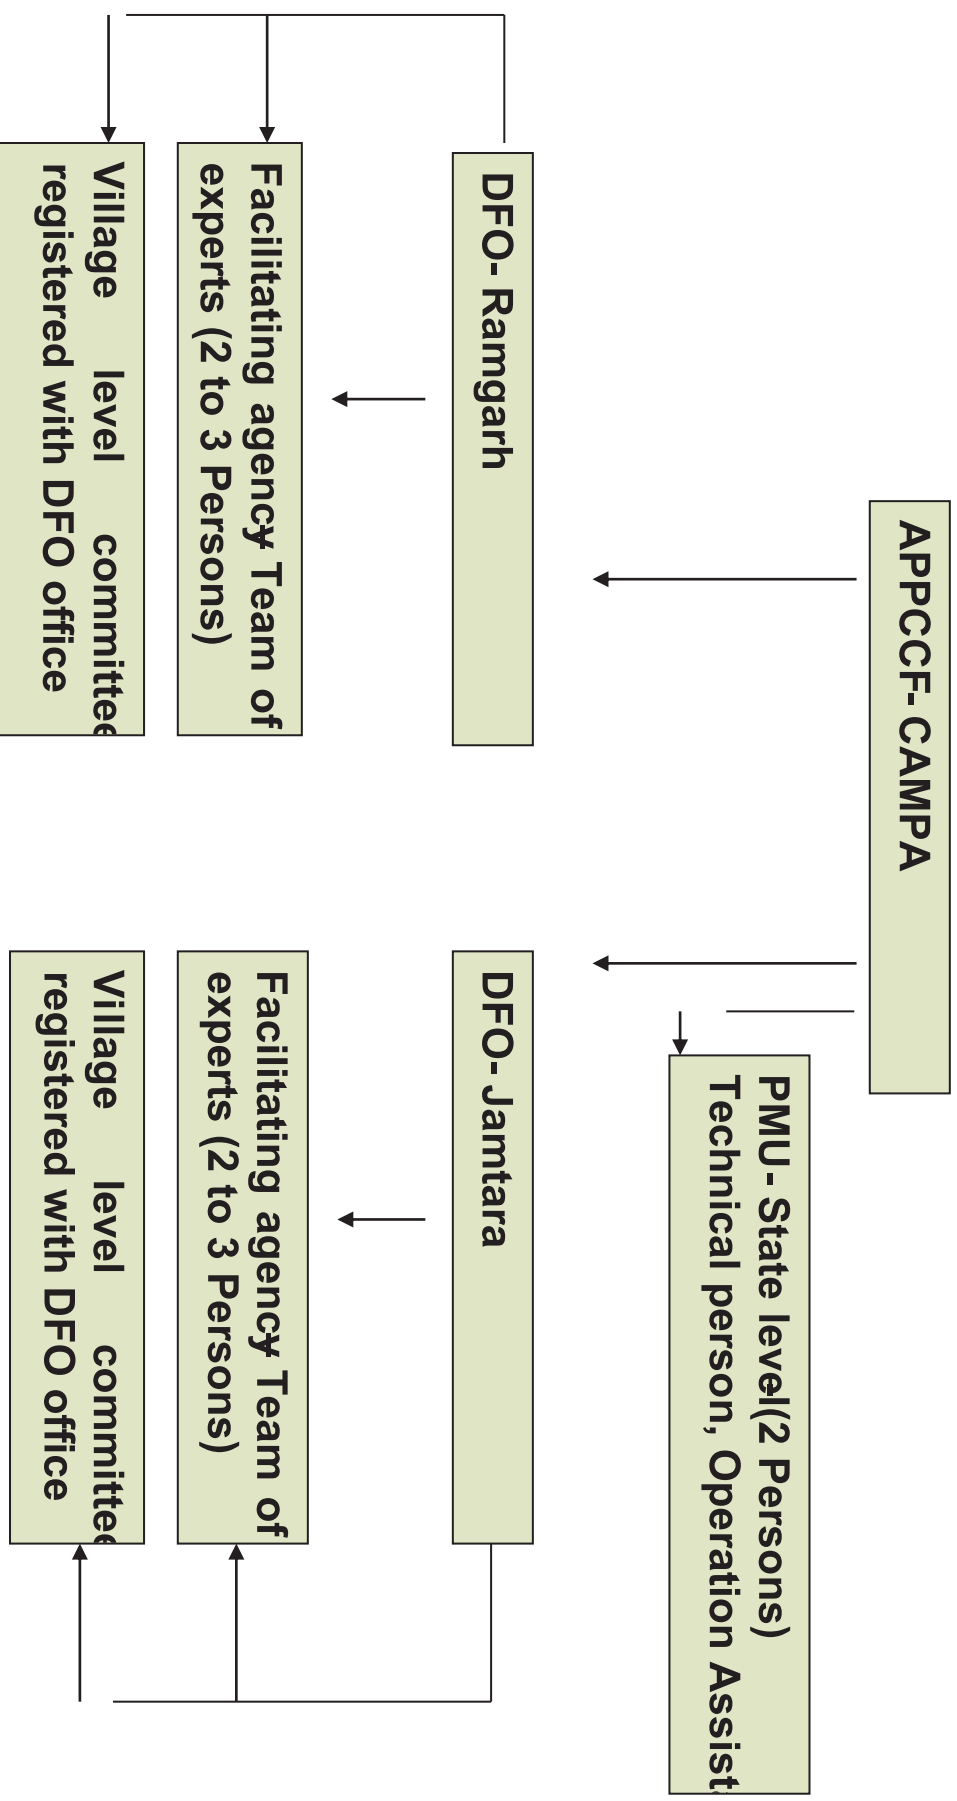 APPCCF- CAMPA
PMU- State level(2 Persons)
Technical person, Operation
DFO- Ramgarh
DFO- Jamtara
Facilitating agency- Team of
experts (2 to 3 Persons)
Facilitating agency- Team of
experts (2 to 3 Persons)
Village level committee
registered with DFO office
Village level committee
registered with DFO office